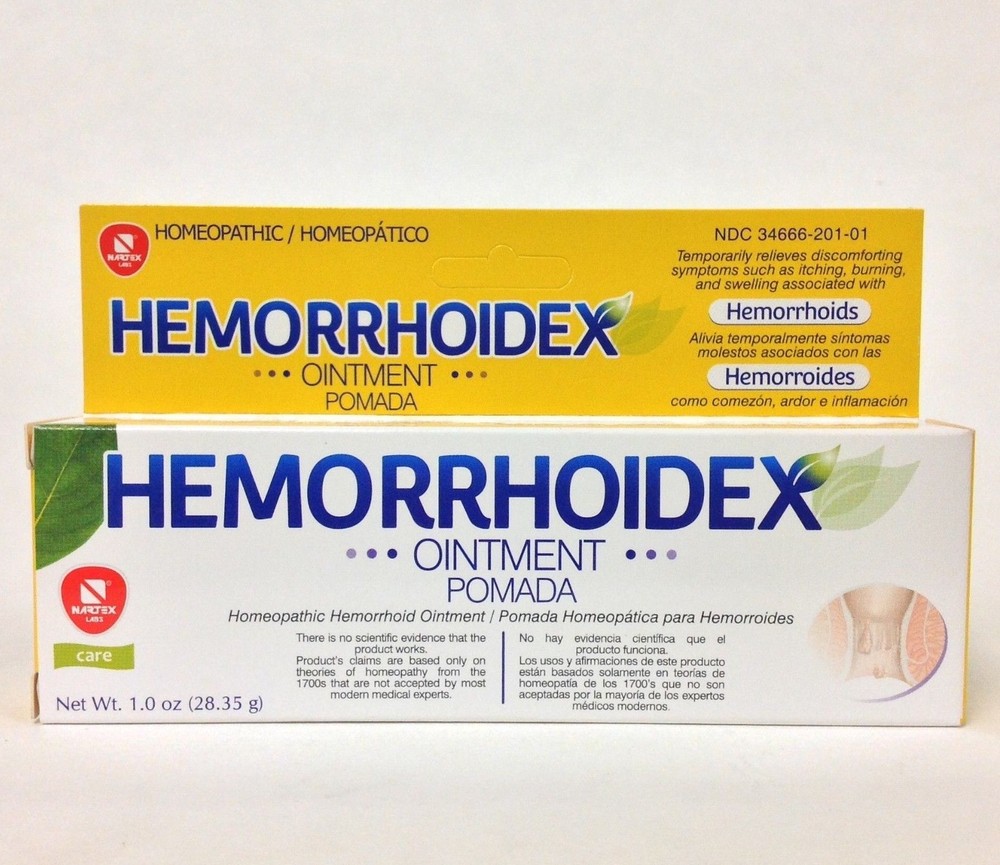 NARTEX
LABS
HOMEOPATHIC / HOMEOPÁTICO
HEMORRHOIDEX
OINTMENT
POMADA
NDC 34666-201-01
Temporarily relieves discomforting
symptoms such as itching, burning,
and swelling associated with
Hemorrhoids
Alivia temporalmente síntomas
molestos asociados con las
Hemorroides
como comezón, ardor e inflamación
HEMORRHOIDEX
OINTMENT
POMADA
Homeopathic Hemorrhoid Ointment / Pomada Homeopática para Hemorroides
NARTEX
LABS
care
There is no scientific evidence that the
product works.
Product's claims are based only on
theories of homeopathy from the
1700s that are not accepted by most
modern medical experts.
No hay evidencia científica que el
producto funciona.
Los usos y afirmaciones de este producto
están basados solamente en teorías de
homeopatía de los 1700's que no son
aceptadas por la mayoría de los expertos
médicos modernos.
Net Wt. 1.0 oz (28.35 g)